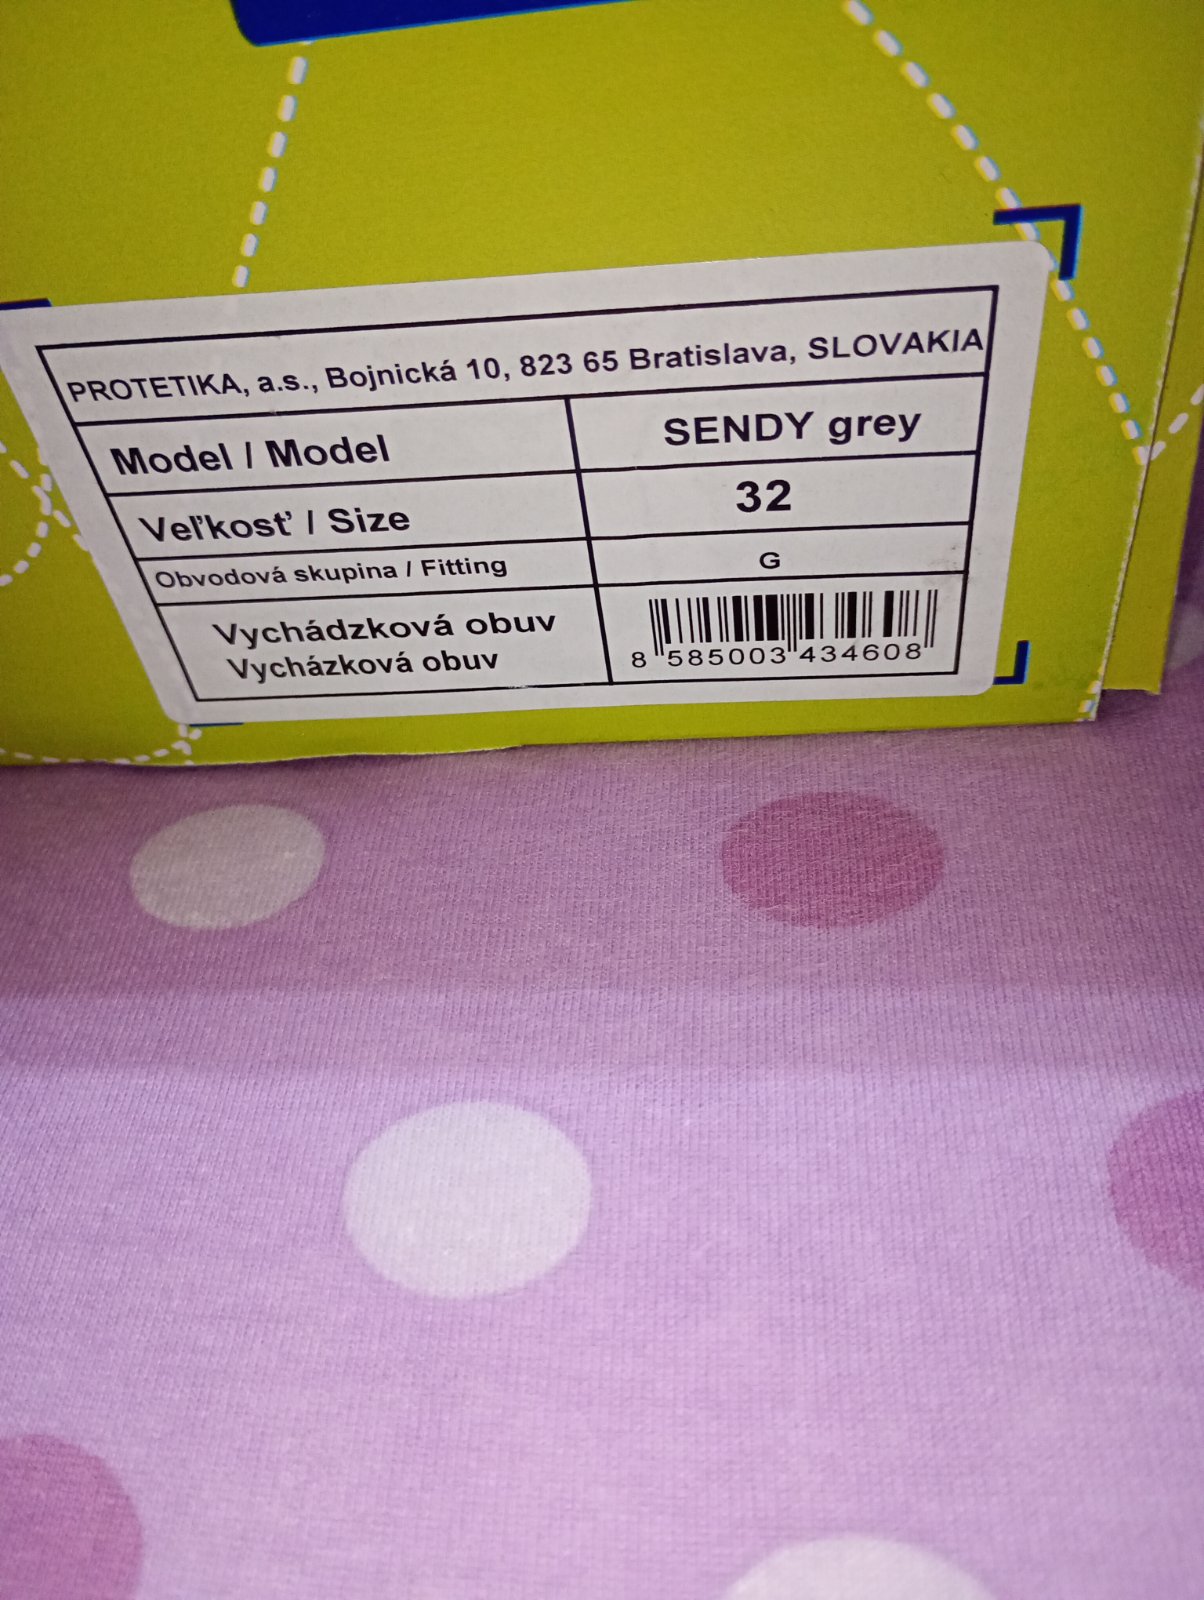 PROTETIKA, a.s., Bojnická 10, 823 65 Bratislava, SLOVAKIA
Model / Model SENDY grey
Veľkosť / Size 32
Obvodová skupina / Fitting G
Vychádzková obuv
Vycházková obuv
8 585003 434608